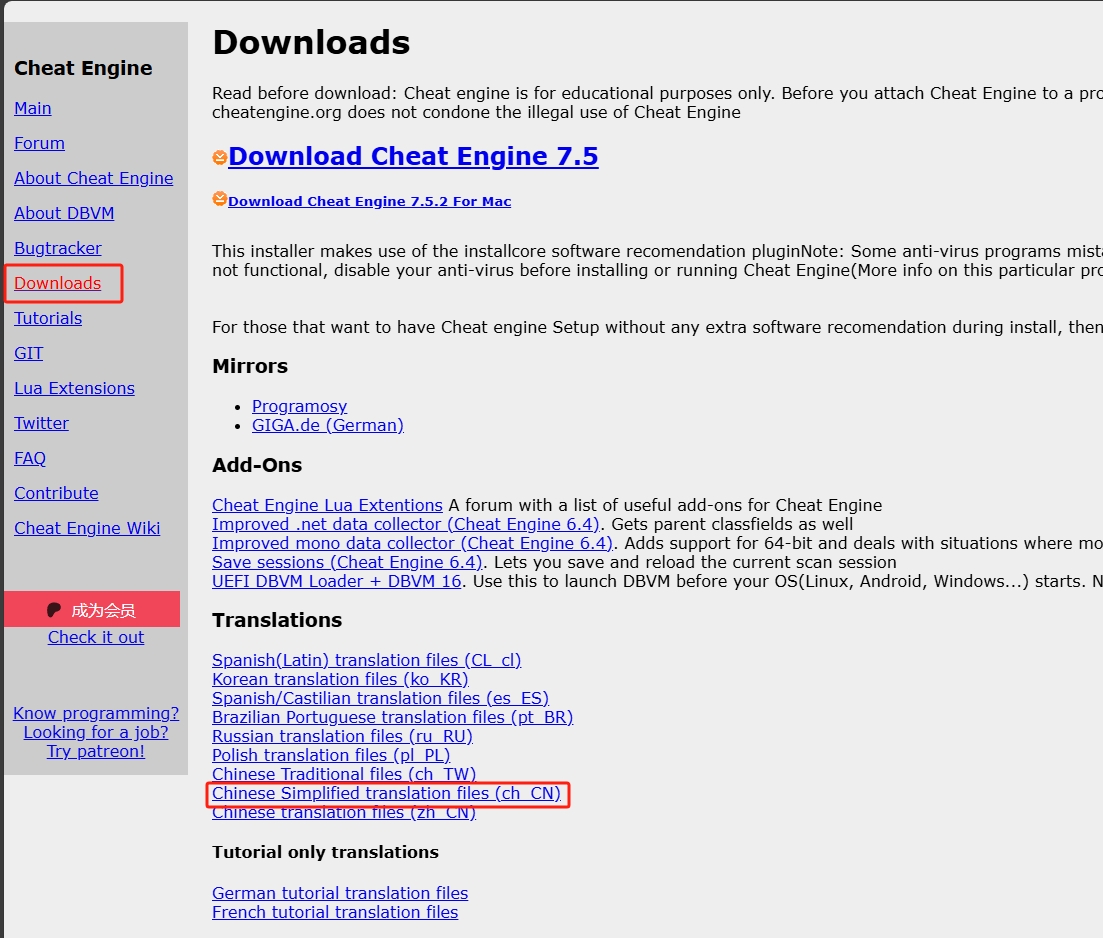 Cheat Engine
Main
Forum
About Cheat Engine
About DBVM
Bugtracker
Downloads
Tutorials
GIT
Lua Extensions
Twitter
FAQ
Contribute
Cheat Engine Wiki
成为会员
Check it out
Know programming?
Looking for a job?
Try patreon!
Downloads
Read before download: Cheat engine is for educational purposes only. Before you attach Cheat Engine to a pro
cheatengine.org does not condone the illegal use of Cheat Engine
Download Cheat Engine 7.5
Download Cheat Engine 7.5.2 For Mac
This installer makes use of the installcore software recomendation pluginNote: Some anti-virus programs mista
not functional, disable your anti-virus before installing or running Cheat Engine(More info on this particular pro
For those that want to have Cheat engine Setup without any extra software recomendation during install, then
Mirrors
• Programosy
• GIGA.de (German)
Add-Ons
Cheat Engine Lua Extentions A forum with a list of useful add-ons for Cheat Engine
Improved .net data collector (Cheat Engine 6.4). Gets parent classfields as well
Improved mono data collector (Cheat Engine 6.4). Adds support for 64-bit and deals with situations where mo
Save sessions (Cheat Engine 6.4). Lets you save and reload the current scan session
UEFI DBVM Loader + DBVM 16. Use this to launch DBVM before your OS(Linux, Android, Windows...) starts. N
Translations
Spanish(Latin) translation files (CL_cl)
Korean translation files (ko_KR)
Spanish/Castilian translation files (es_ES)
Brazilian Portuguese translation files (pt_BR)
Russian translation files (ru_RU)
Polish translation files (pl_PL)
Chinese Traditional files (ch_TW)
Chinese Simplified translation files (ch_CN)
Chinese translation files (zh_CN)
Tutorial only translations
German tutorial translation files
French tutorial translation files